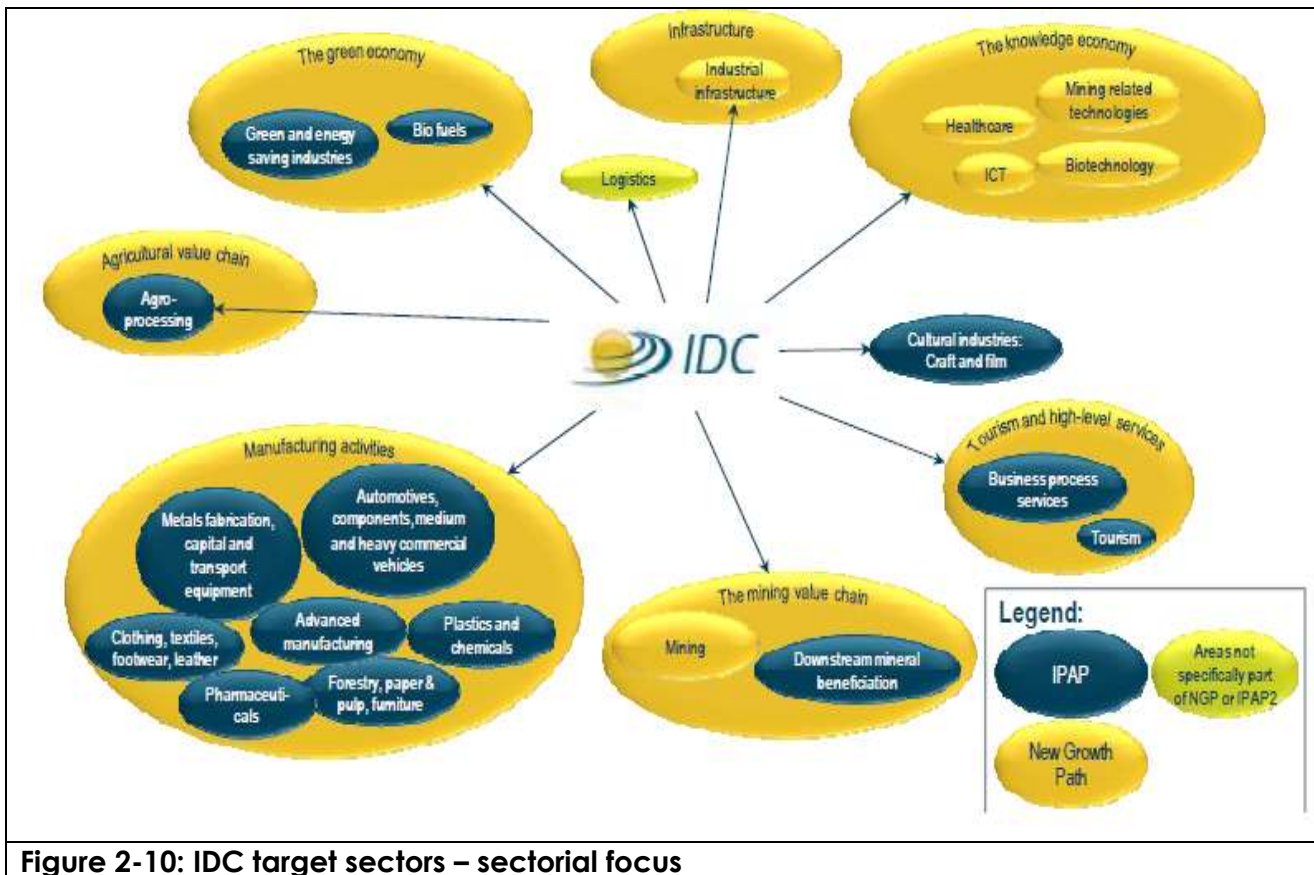 The green economy
Green and energy
saving industries
Bio fuels
Infrastructure
Industrial
infrastructure
The knowledge economy
Mining related
technologies
Healthcare
ICT
Biotechnology
Logistics
Agricultural value chain
Agro-
processing
IDC
Cultural industries:
Craft and film
Tourism and high-level services
Business process
services
Tourism
Manufacturing activities
Metals fabrication,
capital and
transport
equipment
Automotives,
components, medium
and heavy commercial
vehicles
Clothing, textiles,
footwear, leather
Advanced
manufacturing
Plastics and
chemicals
Pharmaceuti-
cals
Forestry, paper &
pulp, furniture
The mining value chain
Mining
Downstream mineral
beneficiation
Legend:
IPAP
Areas not
specifically part
of NGP or IPAP2
New Growth
Path
Figure 2-10: IDC target sectors – sectorial focus